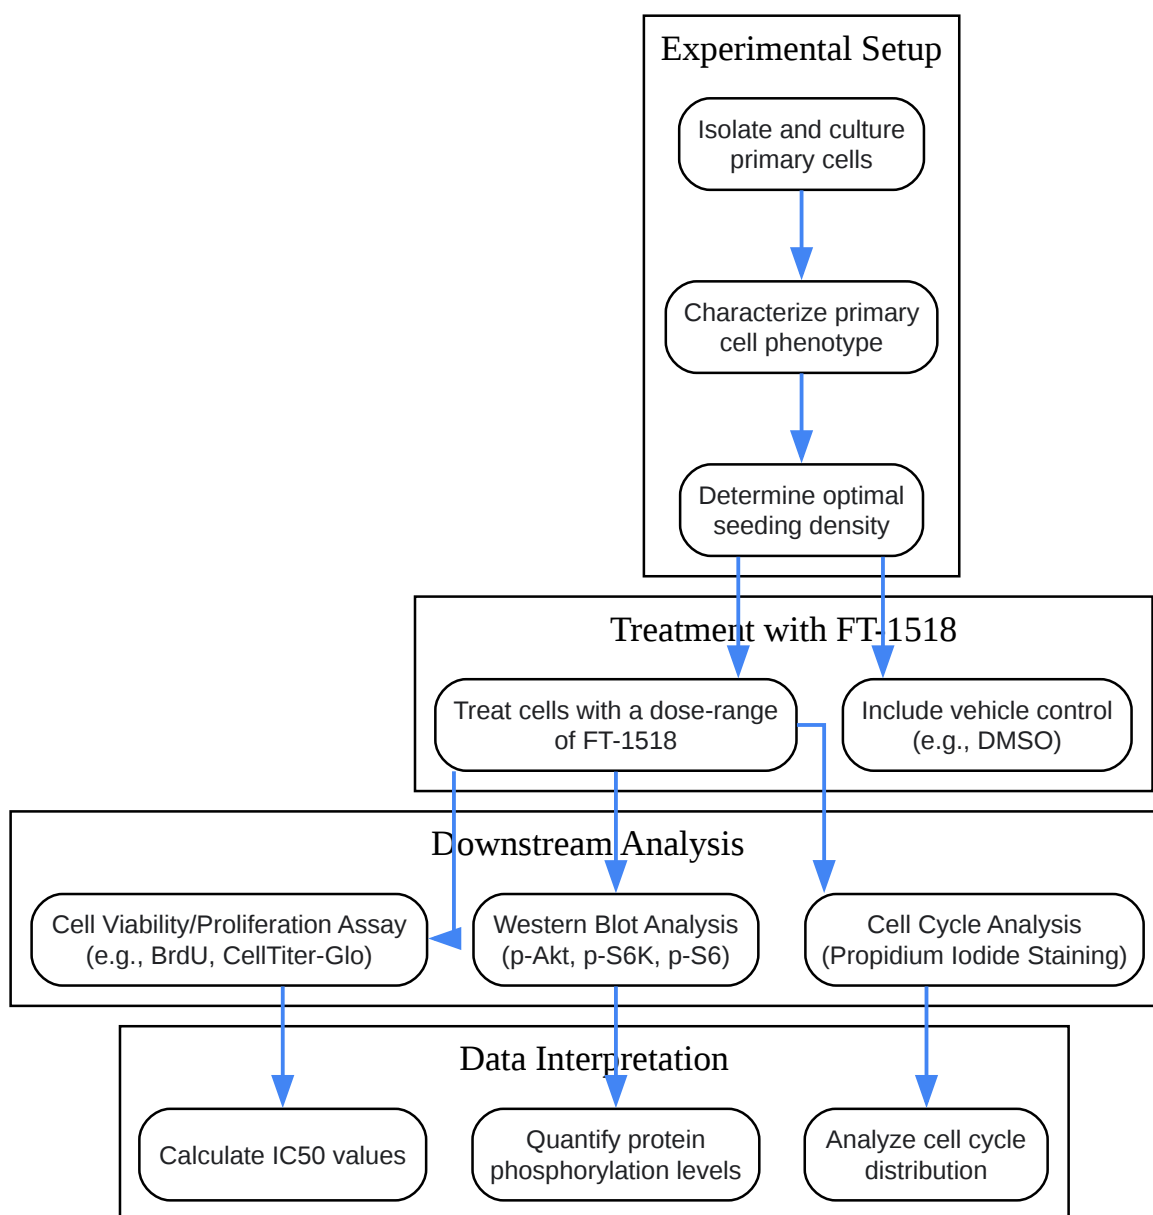 Experimental Setup
Isolate and culture
primary cells
Characterize primary
cell phenotype
Determine optimal
seeding density
Treatment with FT-1518
Treat cells with a dose-range
of FT-1518
Include vehicle control
(e.g., DMSO)
Downstream Analysis
Cell Viability/Proliferation Assay
(e.g., BrdU, CellTiter-Glo)
Western Blot Analysis
(p-Akt, p-S6K, p-S6)
Cell Cycle Analysis
(Propidium Iodide Staining)
Data Interpretation
Calculate IC50 values
Quantify protein
phosphorylation levels
Analyze cell cycle
distribution